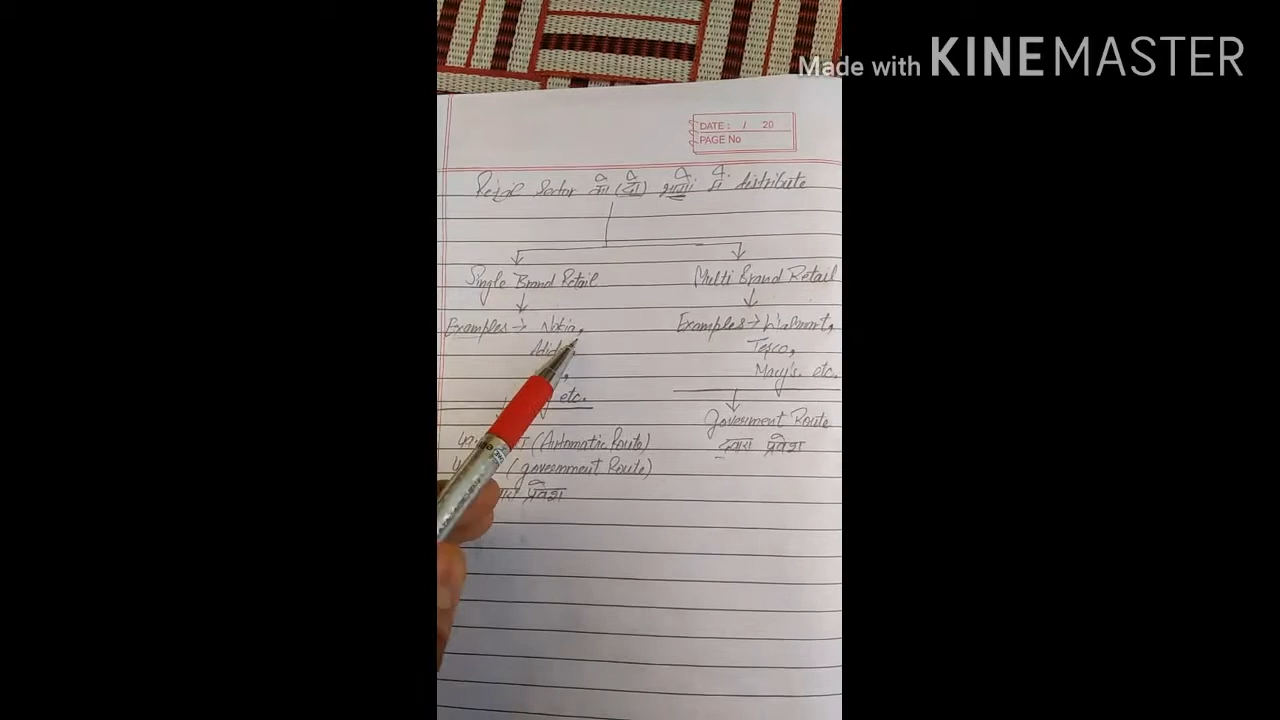 Made with KINEMASTER
DATE : / 20
PAGE No
Retail Sector को (दो) भागों में distribute
Single Brand Retail
Multi Brand Retail
Examples → Nokia,
Examples → Walmart,
Tesco,
etc.
Macy's. etc.
Goverment Route
द्वारा प्रवेश
(Automatic Route)
(government Route)
प्रवेश